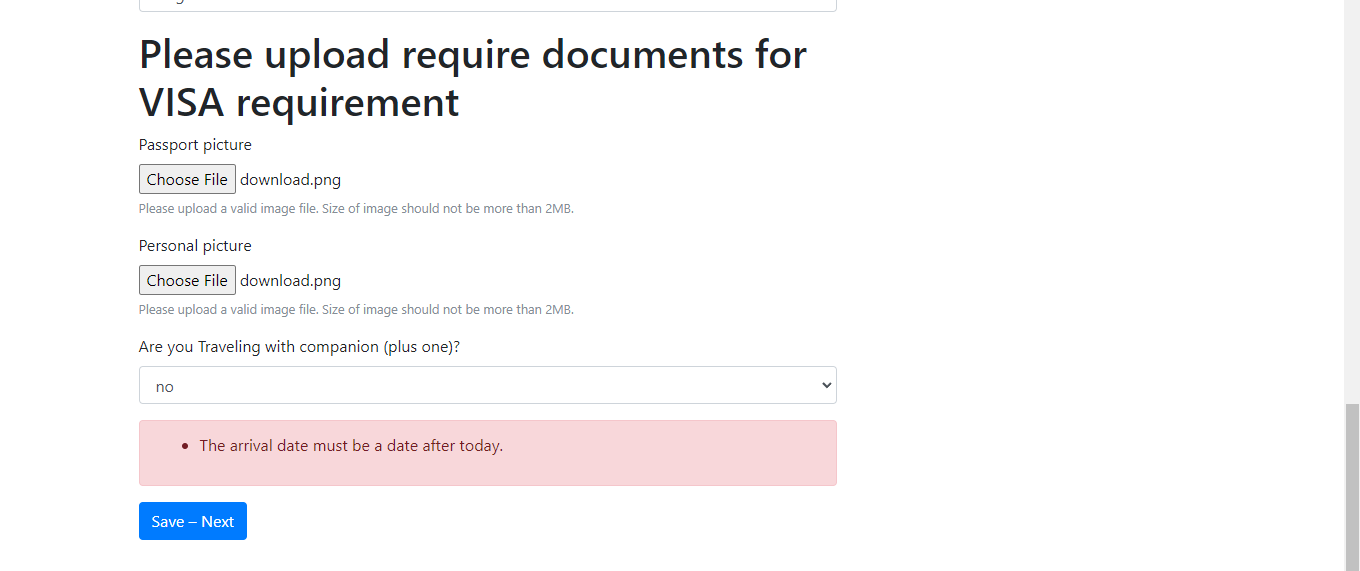 Please upload require documents for
VISA requirement
Passport picture
Choose File download.png
Please upload a valid image file. Size of image should not be more than 2MB.
Personal picture
Choose File download.png
Please upload a valid image file. Size of image should not be more than 2MB.
Are you Traveling with companion (plus one)?
no
The arrival date must be a date after today.
Save – Next